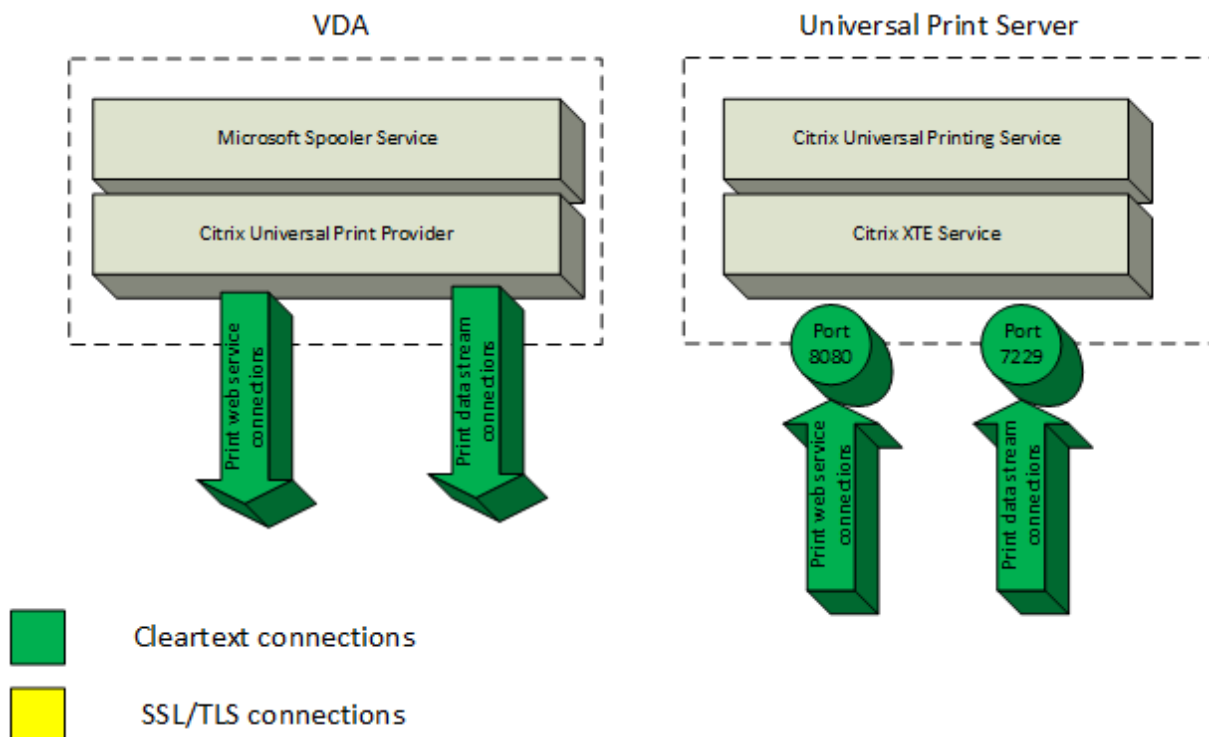 VDA
Universal Print Server
Microsoft Spooler Service
Citrix Universal Print Provider
Citrix Universal Printing Service
Citrix XTE Service
Print web service
connections
Print data stream
connections
Port
8080
Port
7229
Print web service
connections
Print data stream
connections
Cleartext connections
SSL/TLS connections